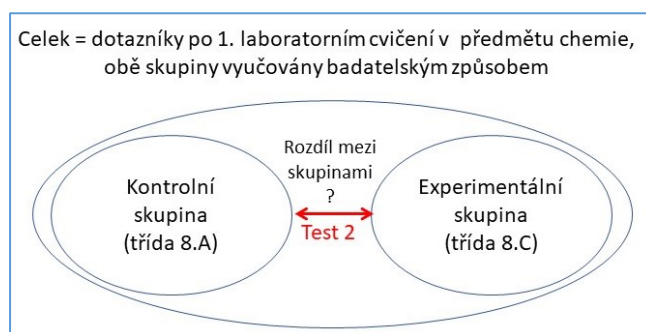 Celek = dotazníky po 1. laboratorním cvičení v předmětu chemie,
obě skupiny vyučovány badatelským způsobem
Kontrolní
skupina
(třída 8.A)
Rozdíl mezi
skupinami
?
Test 2
Experimentální
skupina
(třída 8.C)